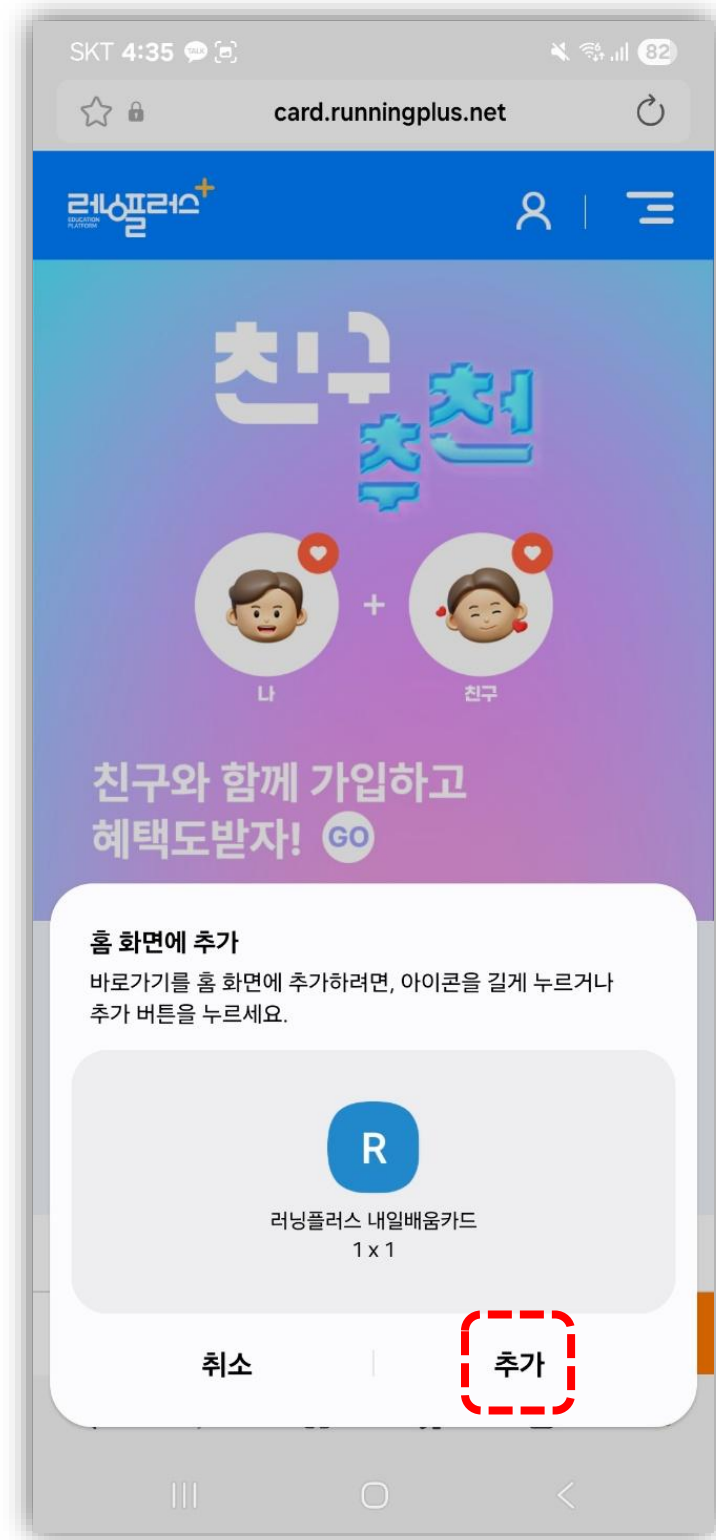 SKT 4:35 TALK 82
card.runningplus.net
러닝플러스+
EDUCATION
PLATFORM
친구
추천
+
나 친구
친구와 함께 가입하고
혜택도받자! GO
홈 화면에 추가
바로가기를 홈 화면에 추가하려면, 아이콘을 길게 누르거나
추가 버튼을 누르세요.
R
러닝플러스 내일배움카드
1 x 1
취소 추가